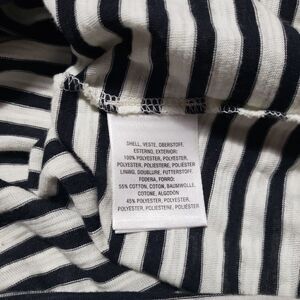 SHELL, VESTE, OBERSTOFF,
ESTERNO, EXTERIOR:
100% POLYESTER, POLYESTER,
POLYESTER, POLIESTERE, POLIÉSTER
LINING, DOUBLURE, FUTTERSTOFF,
FODERA, FORRO:
55% COTTON, COTON, BAUMWOLLE,
COTONE, ALGODON
45% POLYESTER, POLYESTER,
POLYESTER, POLIESTERE, POLIÉSTER